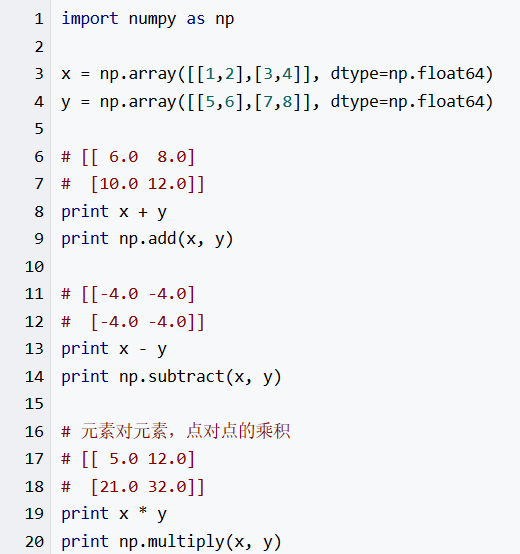 1 import numpy as np
2
3 x = np.array([[1,2],[3,4]], dtype=np.float64)
4 y = np.array([[5,6],[7,8]], dtype=np.float64)
5
6 # [[ 6.0  8.0]
7 #  [10.0 12.0]]
8 print x + y
9 print np.add(x, y)
10
11 # [[-4.0 -4.0]
12 #  [-4.0 -4.0]]
13 print x - y
14 print np.subtract(x, y)
15
16 # 元素对元素，点对点的乘积
17 # [[ 5.0 12.0]
18 #  [21.0 32.0]]
19 print x * y
20 print np.multiply(x, y)